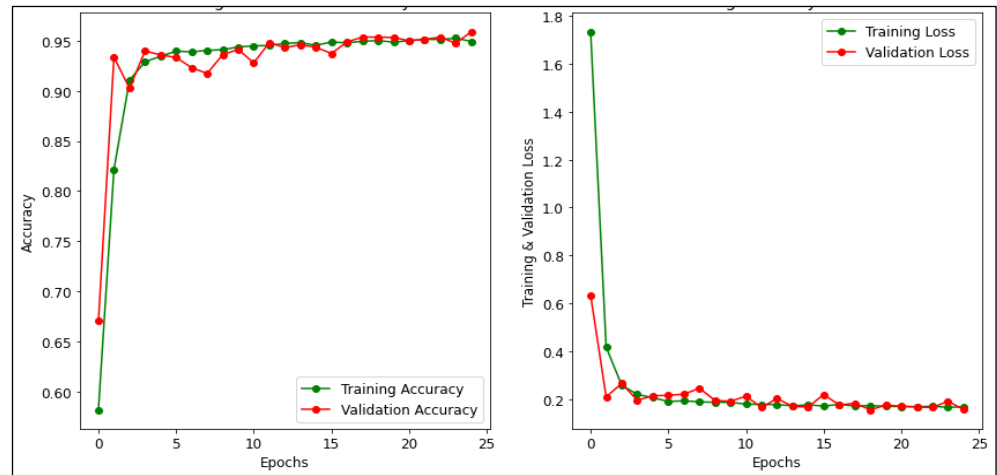 0.95
0.90
0.85
0.80
0.75
0.70
0.65
0.60
Accuracy
Training Accuracy
Validation Accuracy
0 5 10 15 20 25
Epochs
1.8
1.6
1.4
1.2
1.0
0.8
0.6
0.4
0.2
Training & Validation Loss
Training Loss
Validation Loss
0 5 10 15 20 25
Epochs